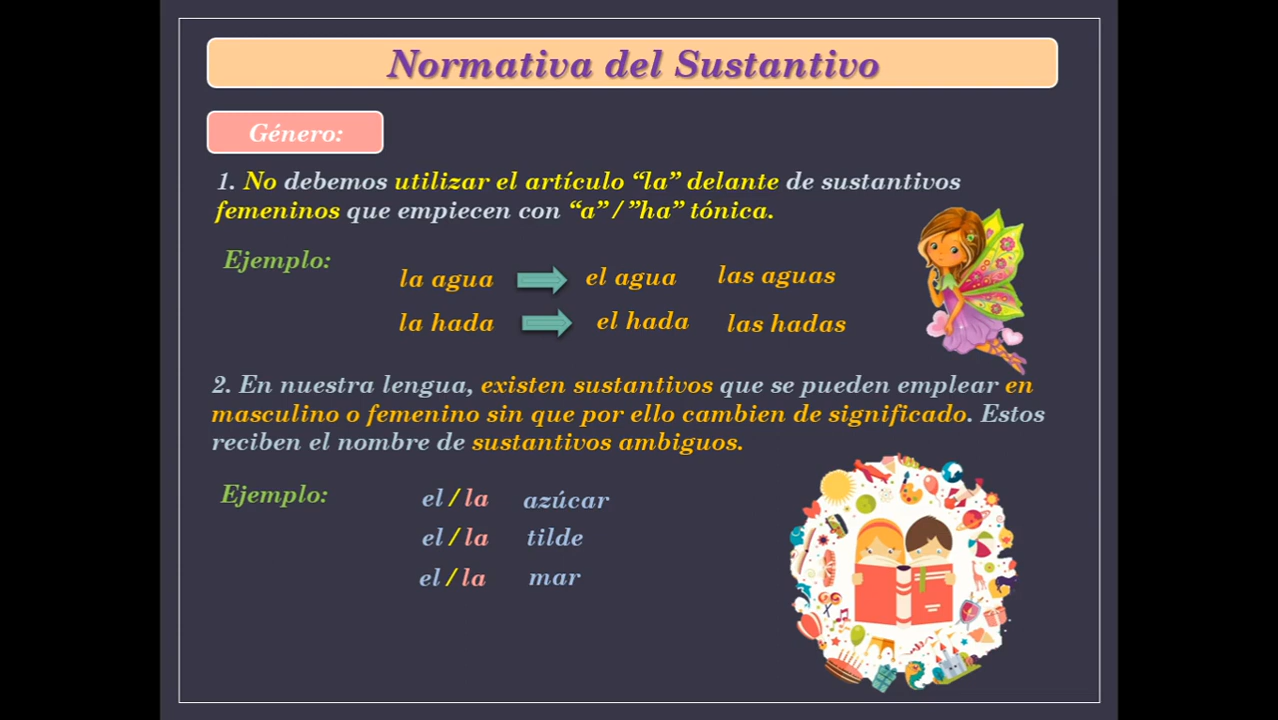 Normativa del Sustantivo
Género:
1. No debemos utilizar el artículo “la” delante de sustantivos
femeninos que empiecen con “a” / ”ha” tónica.
Ejemplo:
la agua el agua las aguas
la hada el hada las hadas
2. En nuestra lengua, existen sustantivos que se pueden emplear en
masculino o femenino sin que por ello cambien de significado. Estos
reciben el nombre de sustantivos ambiguos.
Ejemplo:
el / la azúcar
el / la tilde
el / la mar